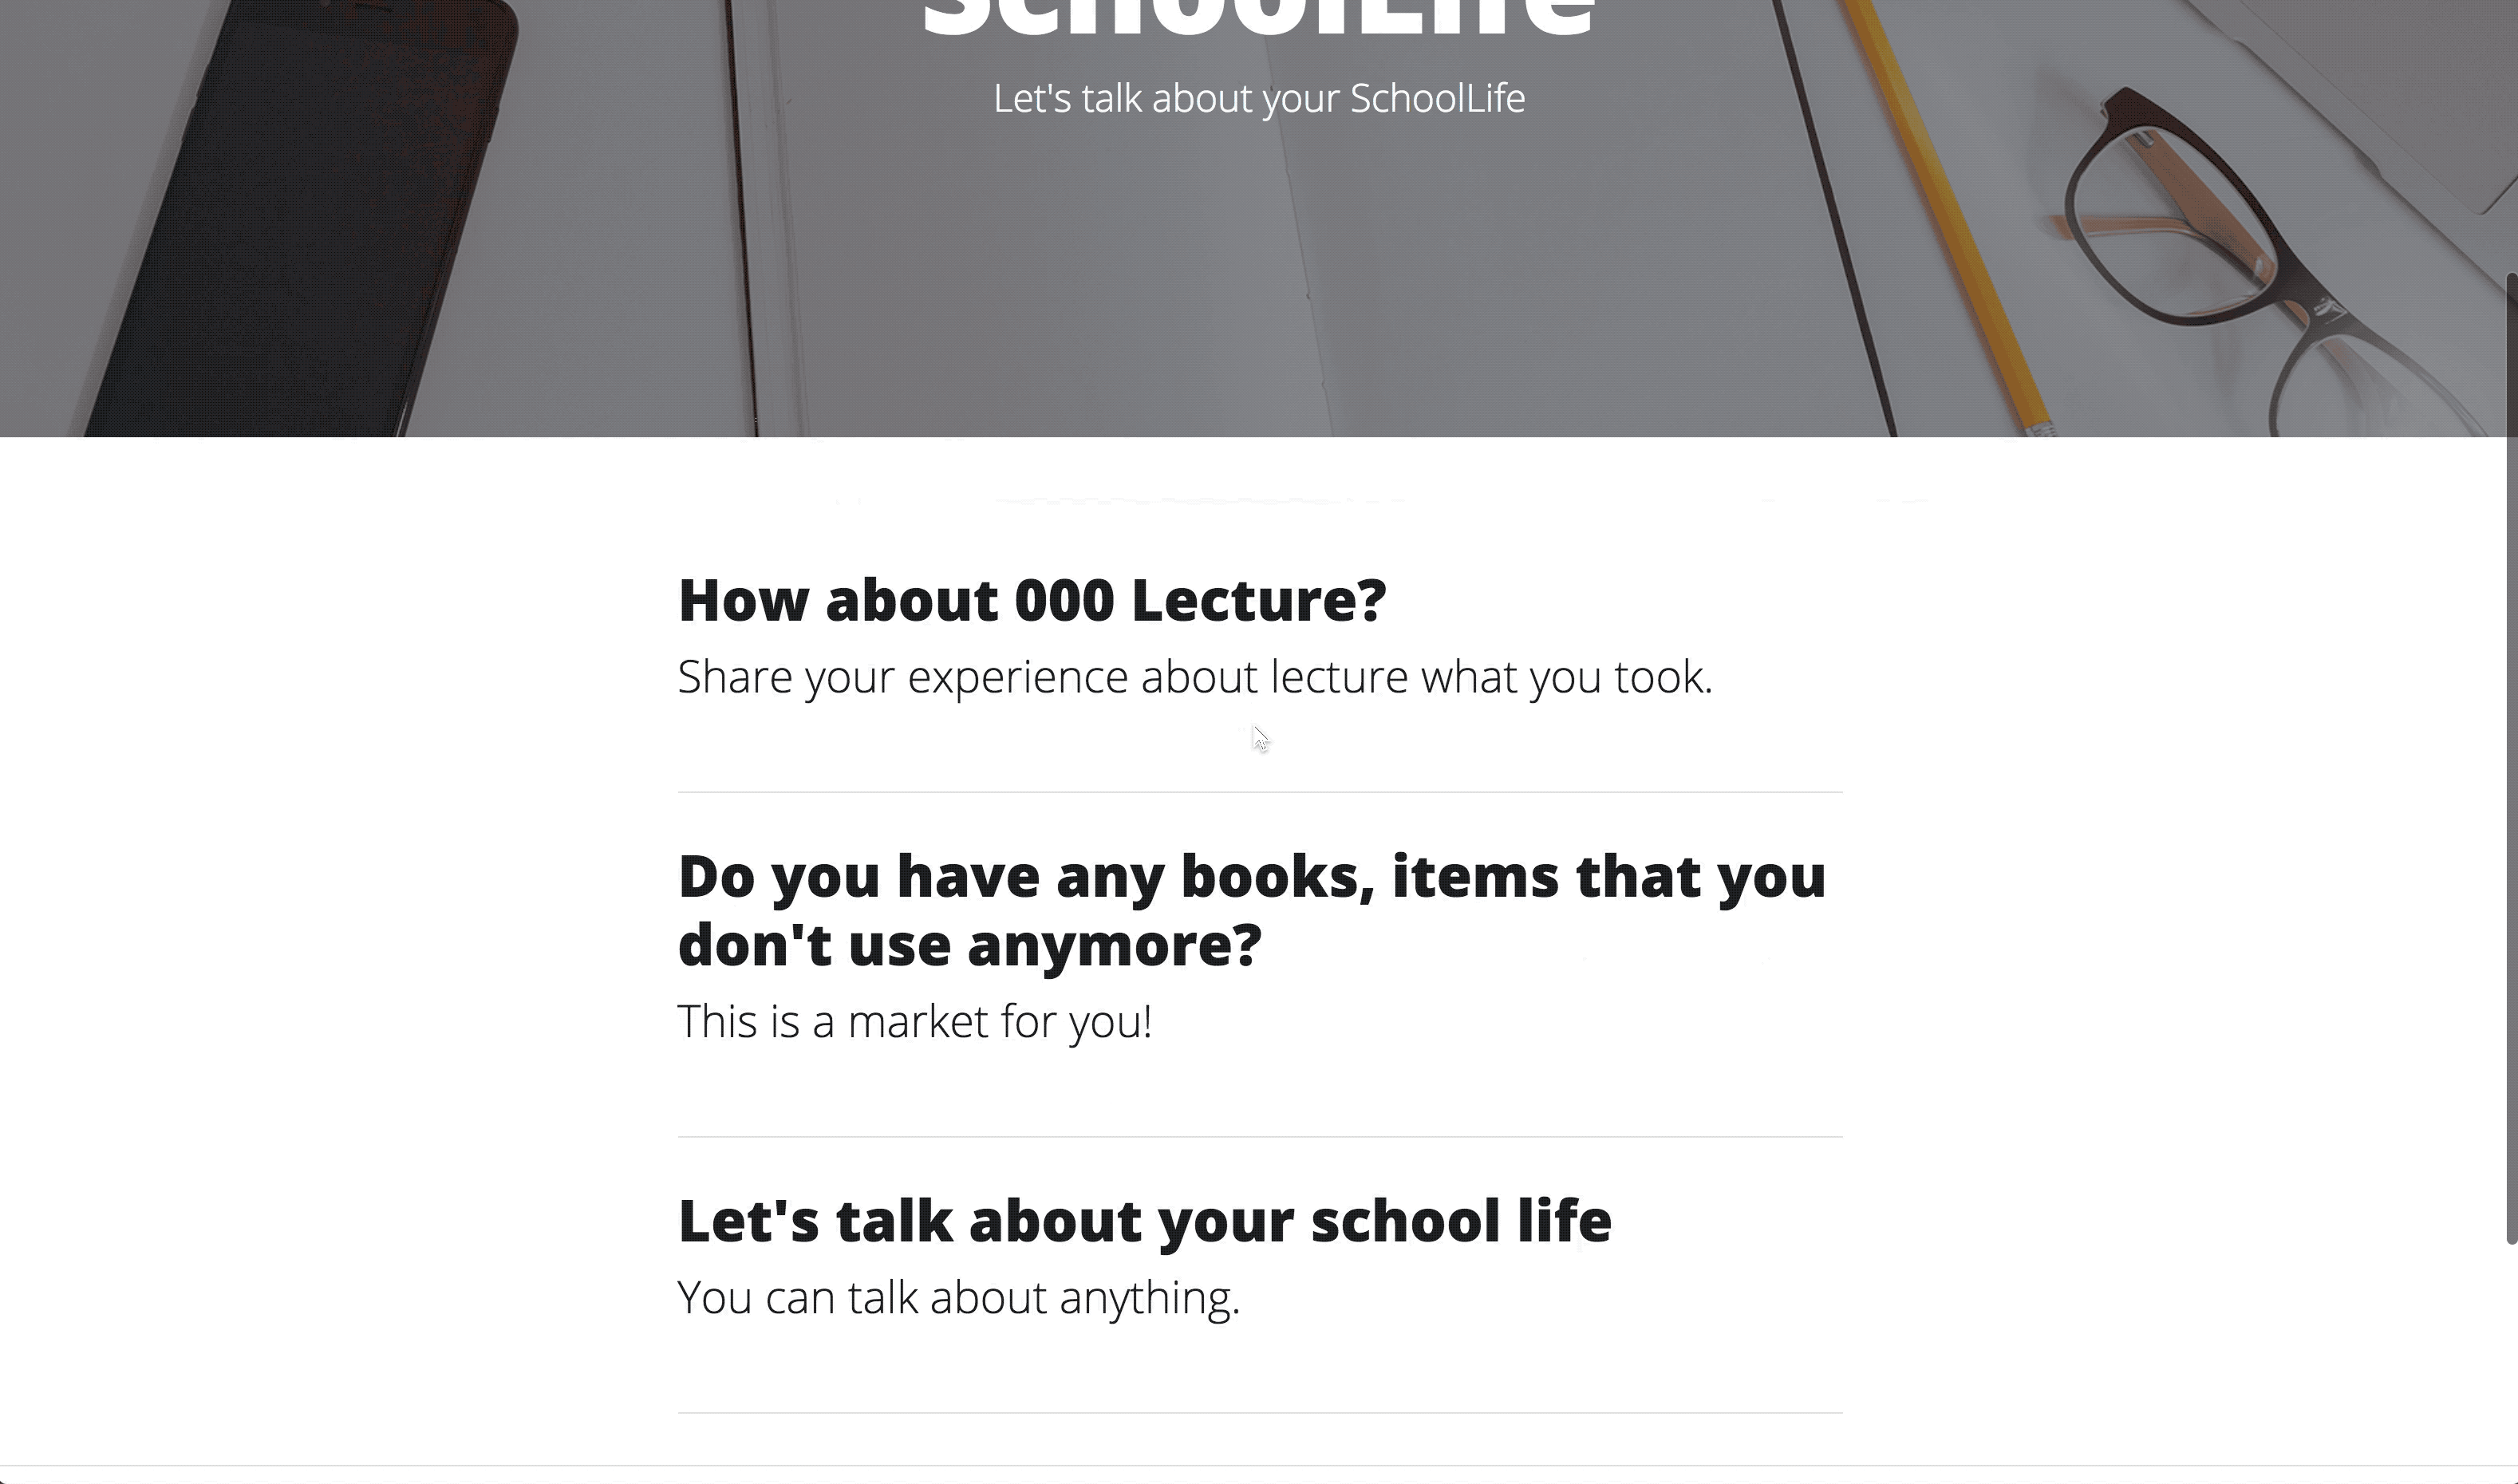 SchoolLife
Let's talk about your SchoolLife
How about 000 Lecture?
Share your experience about lecture what you took.
Do you have any books, items that you
don't use anymore?
This is a market for you!
Let's talk about your school life
You can talk about anything.